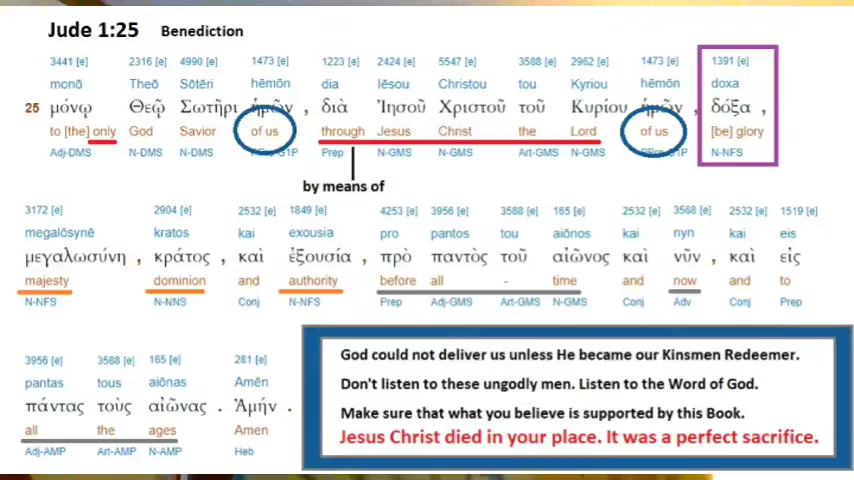 Jude 1:25 Benediction
3441 [e] 2316 [e] 4990 [e] 1473 [e] 1223 [e] 2424 [e] 5547 [e] 3588 [e] 2962 [e] 1473 [e] 1391 [e]
monō Theō Sōtēri hēmōn dia Iēsou Christou tou Kyriou hēmōn doxa
25 μόνῳ Θεῷ Σωτῆρι ἡμῶν , διὰ Ἰησοῦ Χριστοῦ τοῦ Κυρίου ἡμῶν , δόξα ,
to [the] only God Savior of us through Jesus Christ the Lord of us [be] glory
Adj-DMS N-DMS N-DMS PPro-G1P Prep N-GMS N-GMS Art-GMS N-GMS PPro-G1P N-NFS
by means of
3172 [e] 2904 [e] 2532 [e] 1849 [e] 4253 [e] 3956 [e] 3588 [e] 165 [e] 2532 [e] 3568 [e] 2532 [e] 1519 [e]
megalōsynē kratos kai exousia pro pantos tou aiōnos kai nyn kai eis
μεγαλωσύνη , κράτος , καὶ ἐξουσία , πρὸ παντὸς τοῦ αἰῶνος καὶ νῦν , καὶ εἰς
majesty dominion and authority before all - time and now and to
N-NFS N-NNS Conj N-NFS Prep Adj-GMS Art-GMS N-GMS Conj Adv Conj Prep
3956 [e] 3588 [e] 165 [e] 281 [e]
pantas tous aiōnas Amēn
πάντας τοὺς αἰῶνας . Ἀμήν .
all the ages Amen
Adj-AMP Art-AMP N-AMP Heb
God could not deliver us unless He became our Kinsmen Redeemer.
Don't listen to these ungodly men. Listen to the Word of God.
Make sure that what you believe is supported by this Book.
Jesus Christ died in your place. It was a perfect sacrifice.